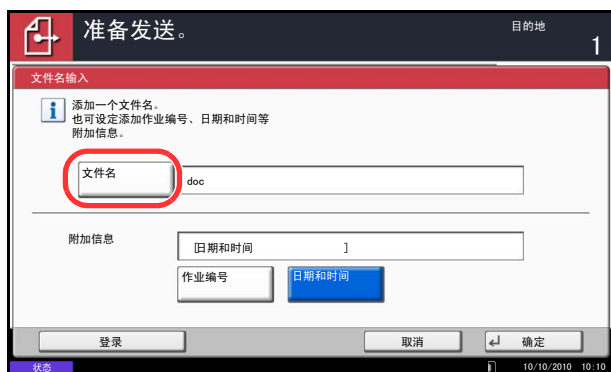 准备发送。
目的地
1
文件名输入
添加一个文件名。
也可设定添加作业编号、日期和时间等
附加信息。
文件名
doc
附加信息
[日期和时间 ]
作业编号
日期和时间
登录
取消
确定
状态
10/10/2010 10:10